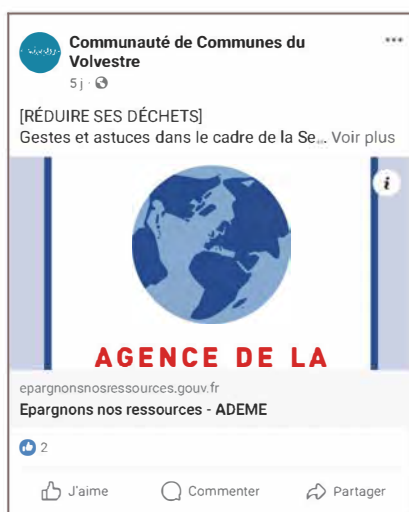 Communauté de Communes du
Volvestre
5 j ·
[RÉDUIRE SES DÉCHETS]
Gestes et astuces dans le cadre de la Se... Voir plus
i
AGENCE DE LA
epargnonsnosressources.gouv.fr
Epargnons nos ressources - ADEME
2
J'aime
Commenter
Partager